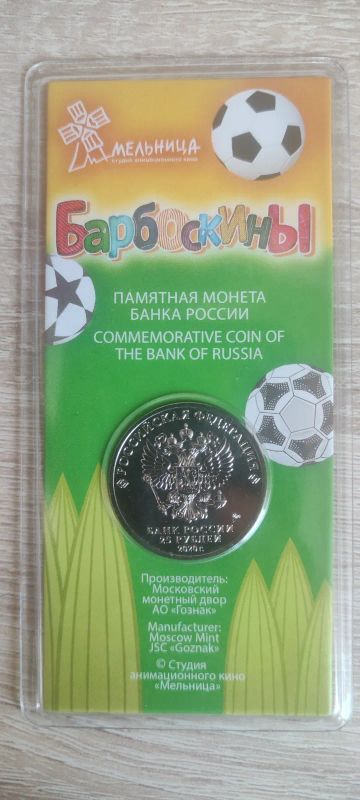 МЕЛЬНИЦА
студия анимационного кино
Барбоскины
ПАМЯТНАЯ МОНЕТА
БАНКА РОССИИ
COMMEMORATIVE COIN OF
THE BANK OF RUSSIA
РОССИЙСКАЯ ФЕДЕРАЦИЯ
БАНК РОССИИ
25 РУБЛЕЙ
2020 г.
Производитель:
Московский
монетный двор
АО «Гознак»
Manufacturer:
Moscow Mint
JSC «Goznak»
© Студия
анимационного кино
«Мельница»